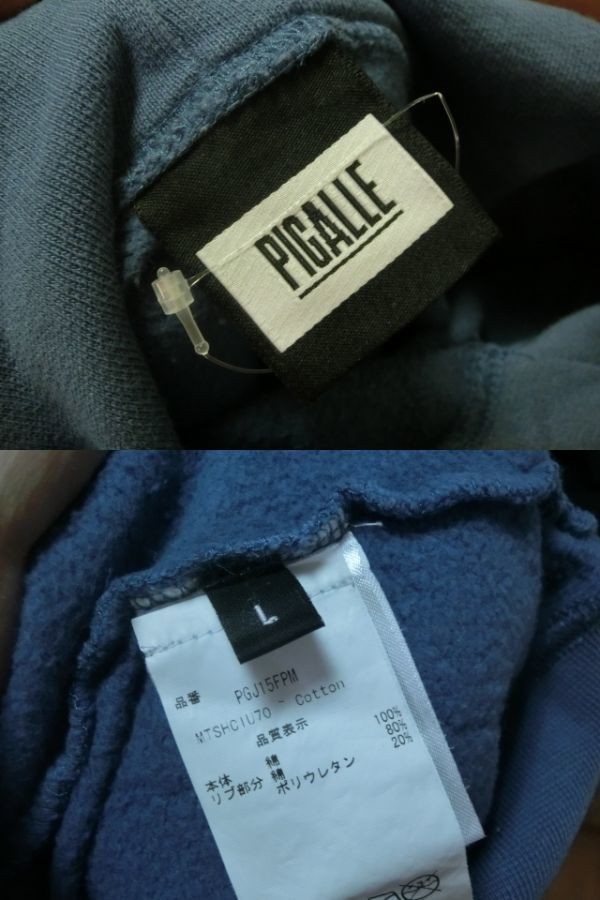 PIGALLE
L
品番 PGJ15FPM
MTSHC1U70 - Cotton
品質表示
本体 綿 100%
リブ部分 綿 80%
ポリウレタン 20%